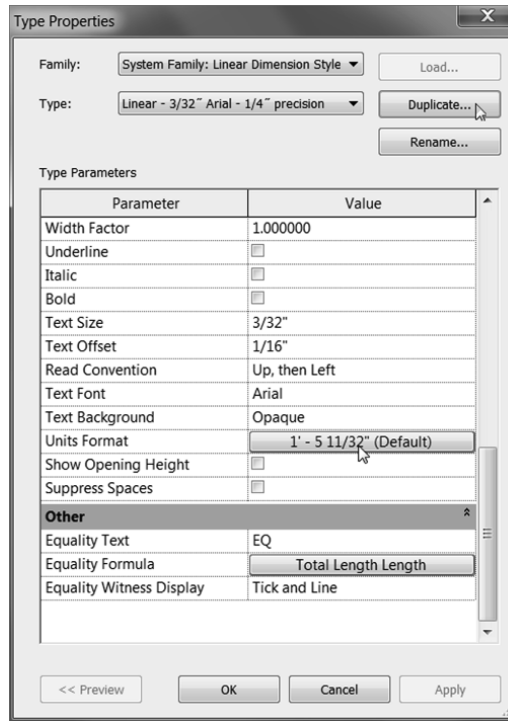 Type Properties
X
Family: System Family: Linear Dimension Style Load...
Type: Linear - 3/32˝ Arial - 1/4˝ precision Duplicate...
Rename...
Type Parameters
Parameter Value
Width Factor 1.000000
Underline
Italic
Bold
Text Size 3/32"
Text Offset 1/16"
Read Convention Up, then Left
Text Font Arial
Text Background Opaque
Units Format 1' - 5 11/32" (Default)
Show Opening Height
Suppress Spaces
Other
Equality Text EQ
Equality Formula Total Length Length
Equality Witness Display Tick and Line
<< Preview OK Cancel Apply